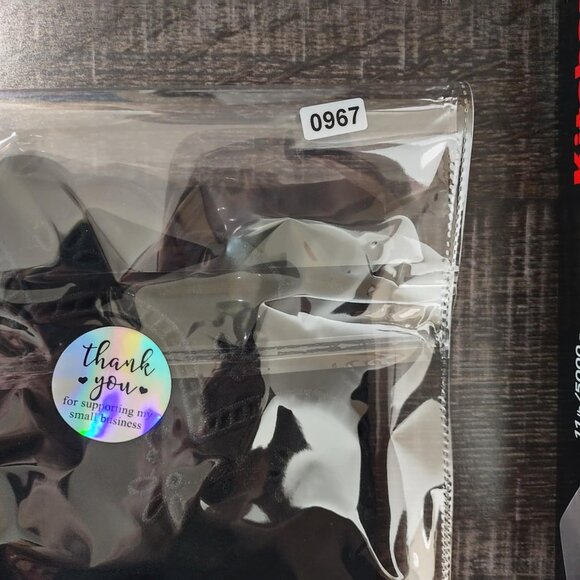 0967
thank
you
for supporting my
small business